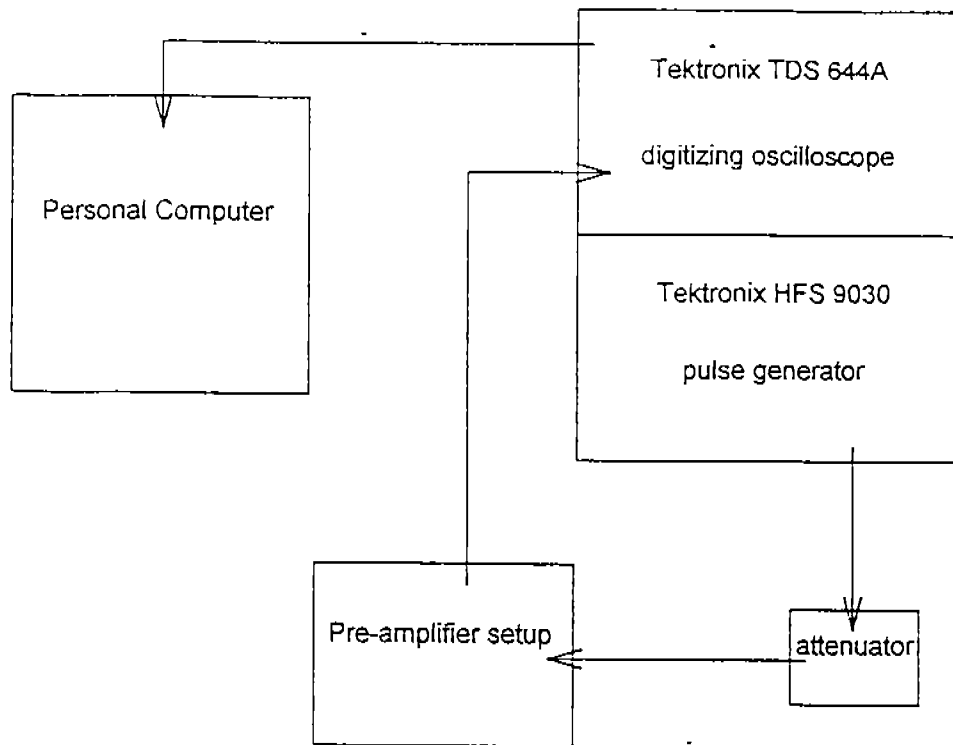 Tektronix TDS 644A
digitizing oscilloscope
Personal Computer
Tektronix HFS 9030
pulse generator
Pre-amplifier setup
attenuator